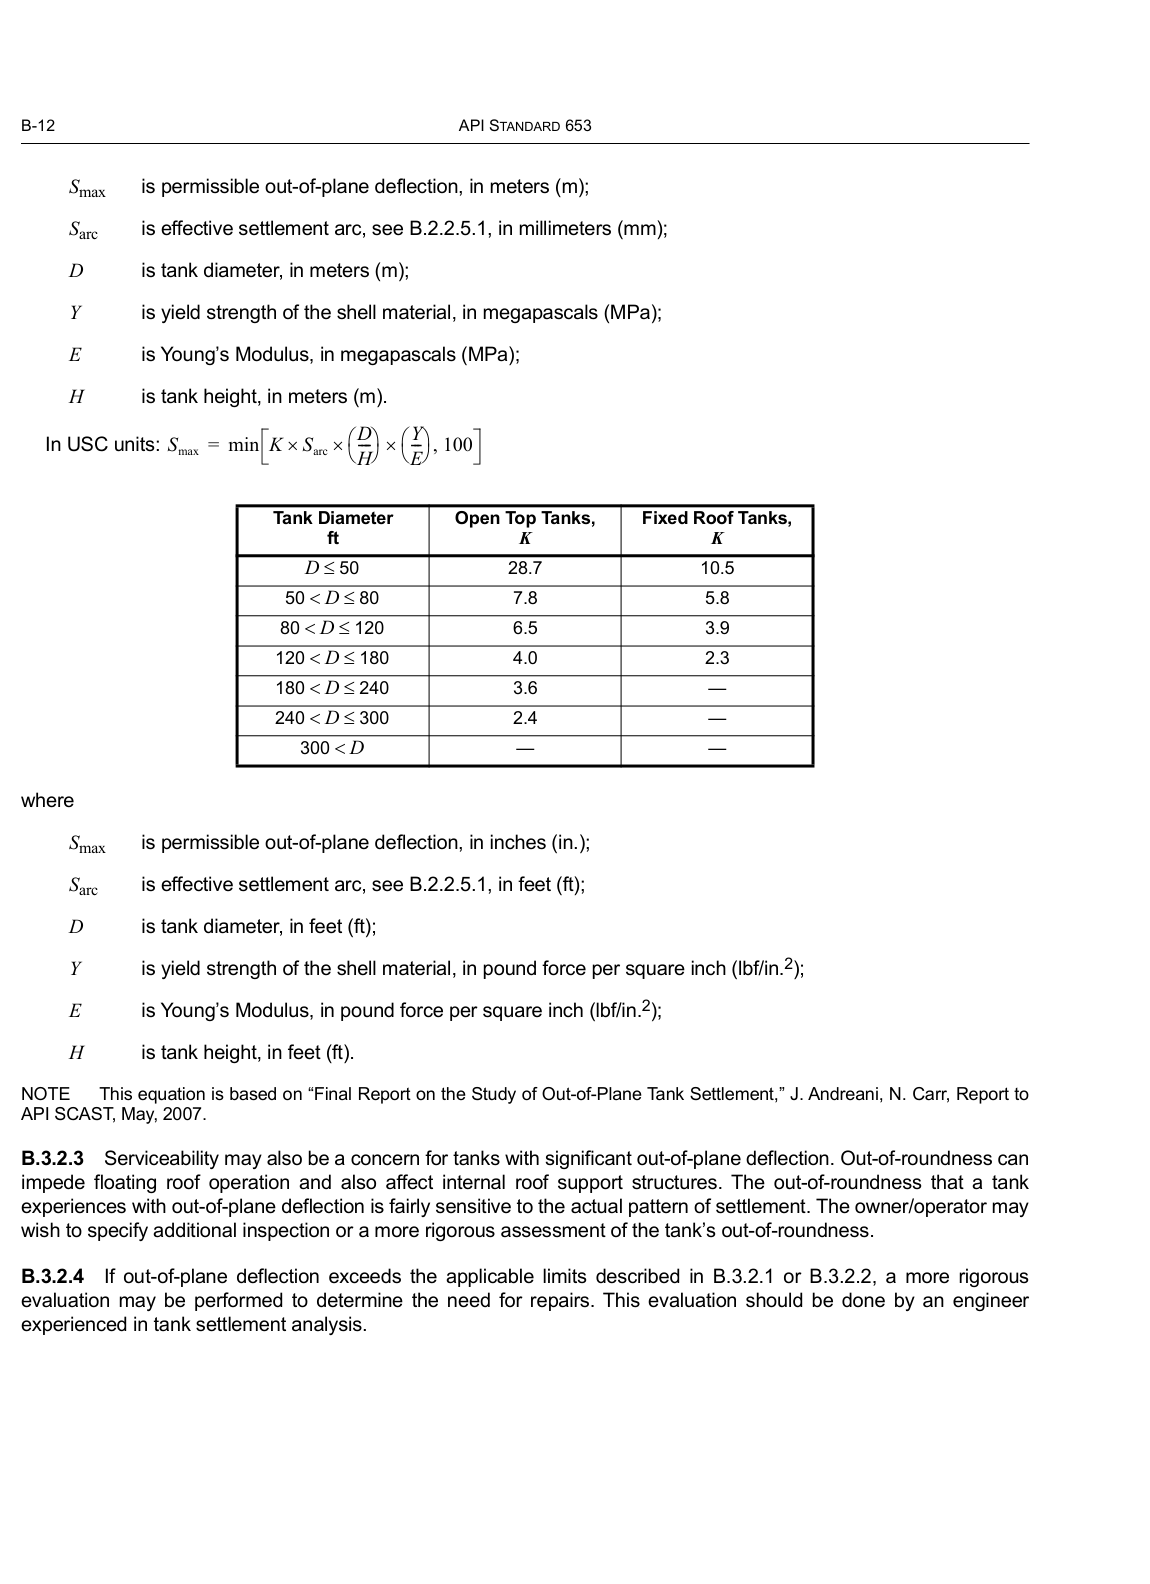 B-12 API STANDARD 653
Smax is permissible out-of-plane deflection, in meters (m);
Sarc is effective settlement arc, see B.2.2.5.1, in millimeters (mm);
D is tank diameter, in meters (m);
Y is yield strength of the shell material, in megapascals (MPa);
E is Young’s Modulus, in megapascals (MPa);
H is tank height, in meters (m).
In USC units: Smax = min[K × Sarc × (D/H) × (Y/E), 100]
Tank Diameter ft Open Top Tanks, K Fixed Roof Tanks, K
D ≤ 50 28.7 10.5
50 < D ≤ 80 7.8 5.8
80 < D ≤ 120 6.5 3.9
120 < D ≤ 180 4.0 2.3
180 < D ≤ 240 3.6 —
240 < D ≤ 300 2.4 —
300 < D — —
where
Smax is permissible out-of-plane deflection, in inches (in.);
Sarc is effective settlement arc, see B.2.2.5.1, in feet (ft);
D is tank diameter, in feet (ft);
Y is yield strength of the shell material, in pound force per square inch (lbf/in.2);
E is Young’s Modulus, in pound force per square inch (lbf/in.2);
H is tank height, in feet (ft).
NOTE This equation is based on “Final Report on the Study of Out-of-Plane Tank Settlement,” J. Andreani, N. Carr, Report to
API SCAST, May, 2007.
B.3.2.3 Serviceability may also be a concern for tanks with significant out-of-plane deflection. Out-of-roundness can
impede floating roof operation and also affect internal roof support structures. The out-of-roundness that a tank
experiences with out-of-plane deflection is fairly sensitive to the actual pattern of settlement. The owner/operator may
wish to specify additional inspection or a more rigorous assessment of the tank’s out-of-roundness.
B.3.2.4 If out-of-plane deflection exceeds the applicable limits described in B.3.2.1 or B.3.2.2, a more rigorous
evaluation may be performed to determine the need for repairs. This evaluation should be done by an engineer
experienced in tank settlement analysis.